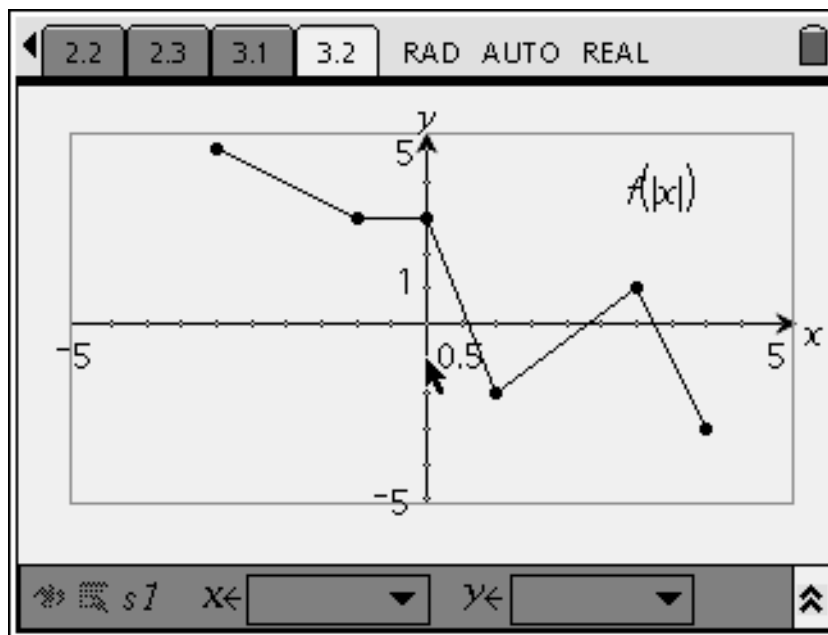 2.2 2.3 3.1 3.2 RAD AUTO REAL
y
5
f(|x|)
1
-5 0.5 5 x
-5
s1 x← y←